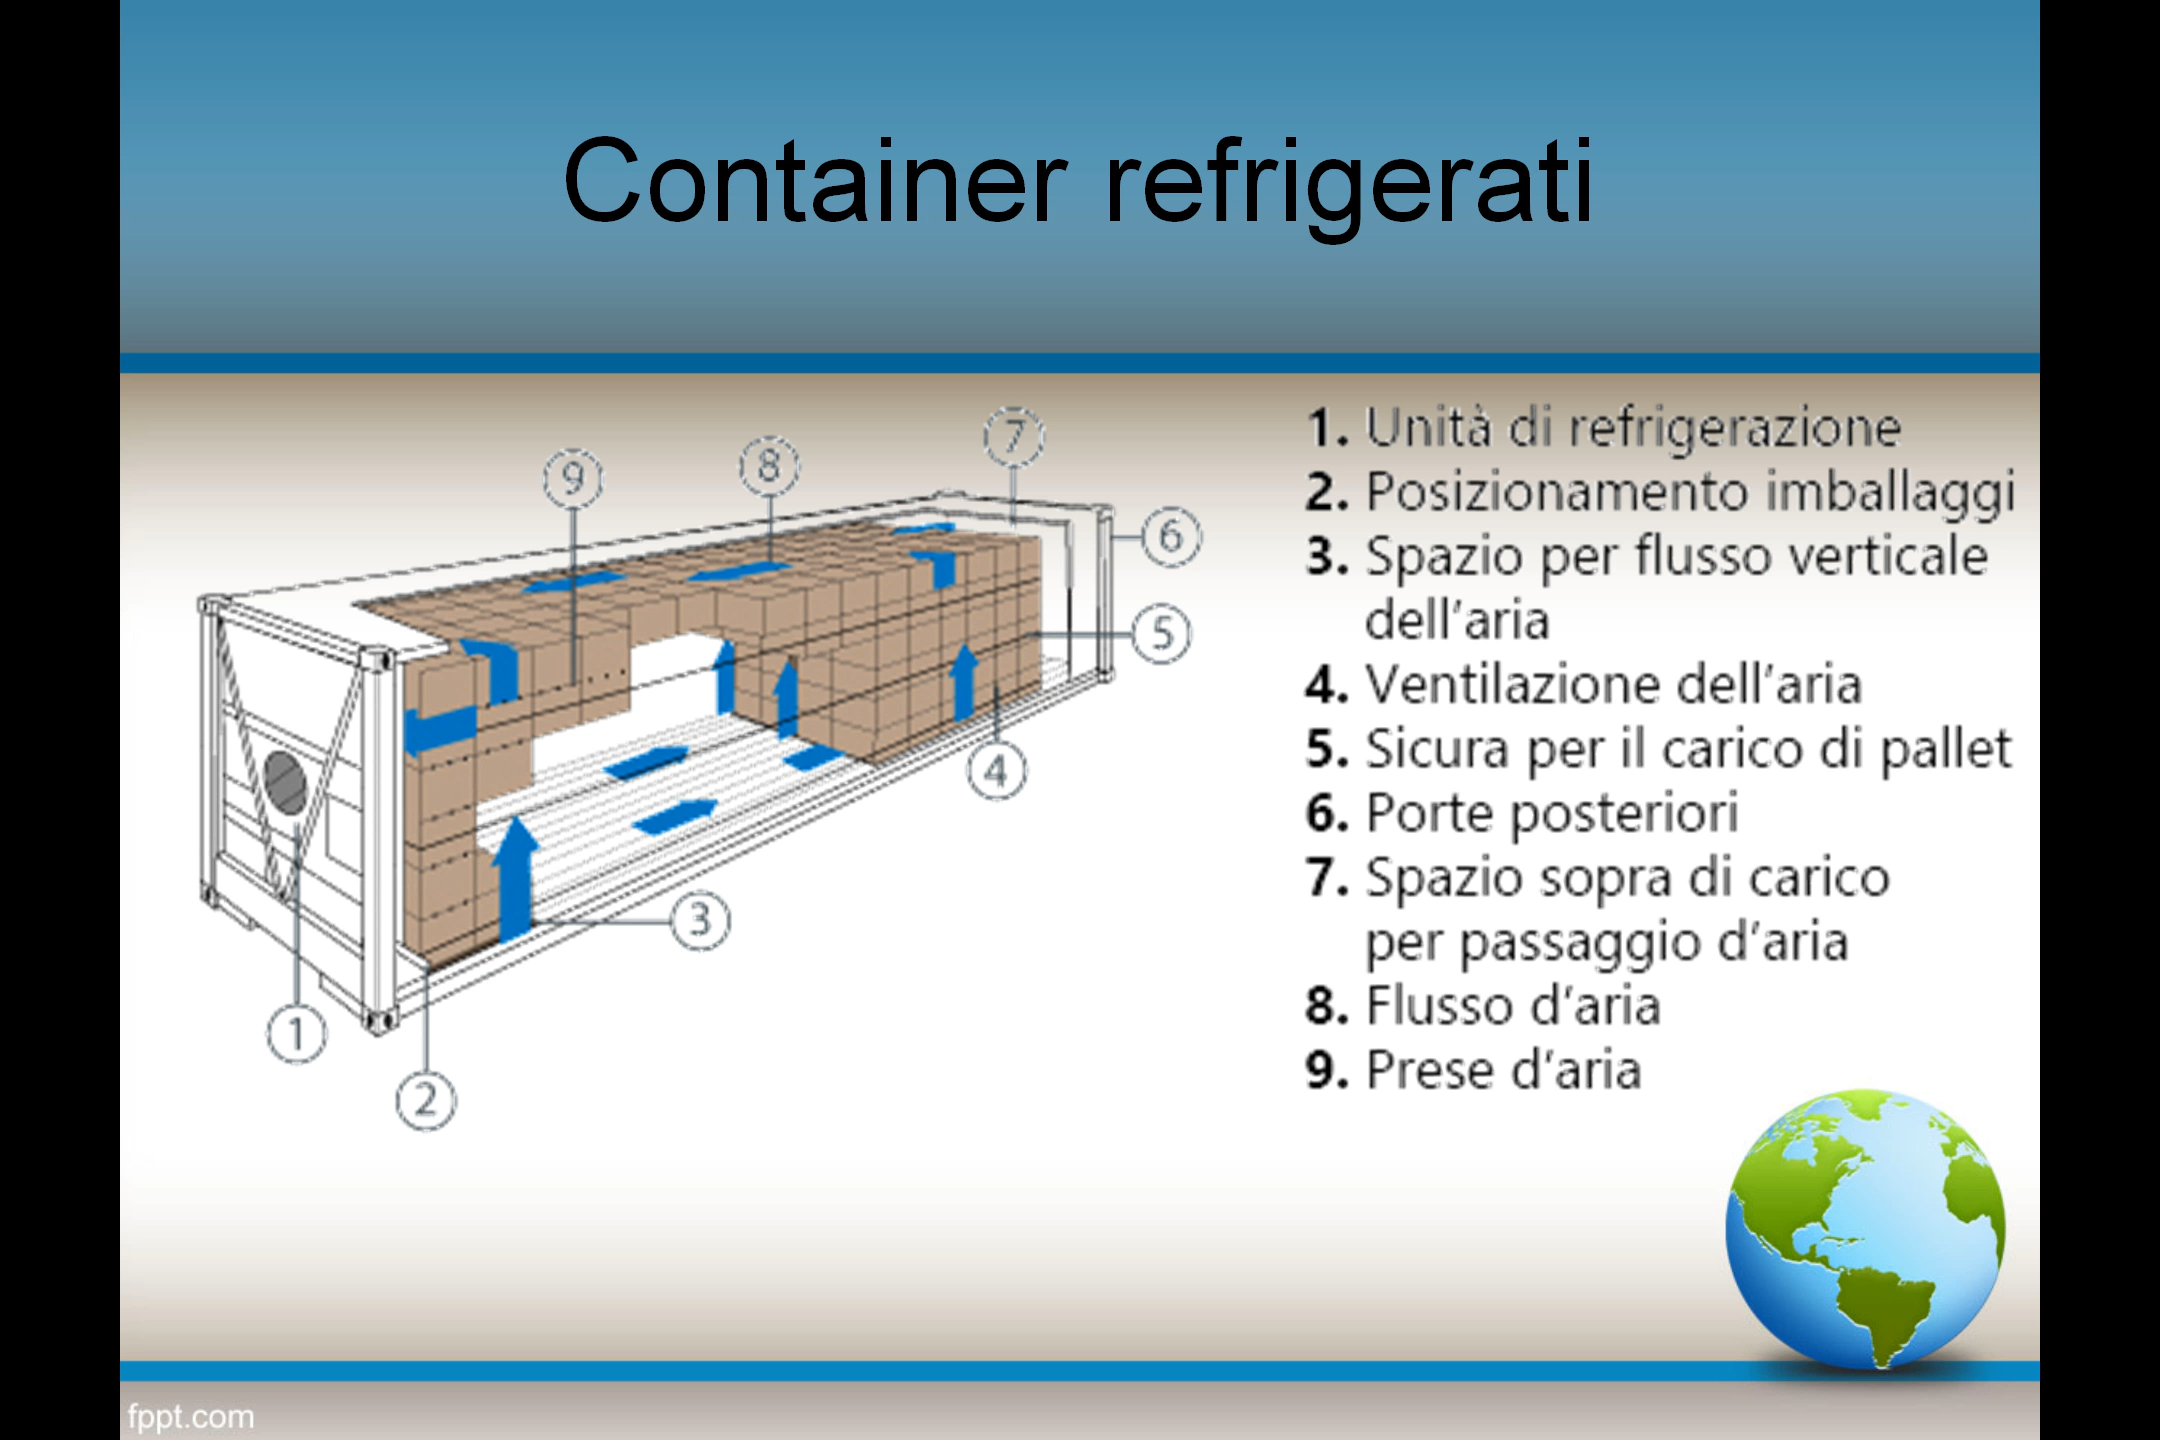 Container refrigerati
9
8
7
6
5
4
3
1
2
1. Unità di refrigerazione
2. Posizionamento imballaggi
3. Spazio per flusso verticale
dell'aria
4. Ventilazione dell'aria
5. Sicura per il carico di pallet
6. Porte posteriori
7. Spazio sopra di carico
per passaggio d'aria
8. Flusso d'aria
9. Prese d'aria
fppt.com